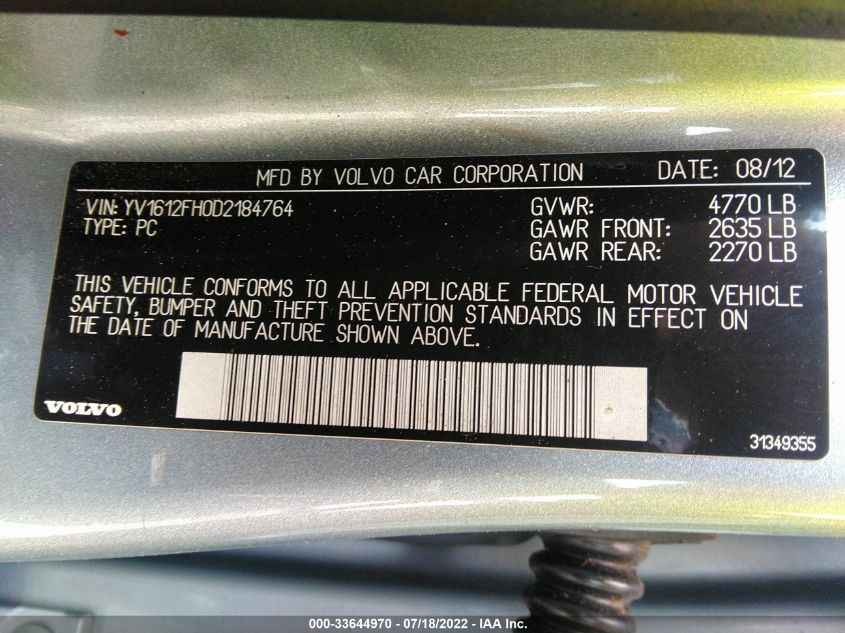 MFD BY VOLVO CAR CORPORATION DATE: 08/12
VIN: YV1612FH0D2184764 GVWR: 4770 LB
TYPE: PC GAWR FRONT: 2635 LB
GAWR REAR: 2270 LB
THIS VEHICLE CONFORMS TO ALL APPLICABLE FEDERAL MOTOR VEHICLE
SAFETY, BUMPER AND THEFT PREVENTION STANDARDS IN EFFECT ON
THE DATE OF MANUFACTURE SHOWN ABOVE.
VOLVO
31349355
000-33644970 - 07/18/2022 - IAA Inc.